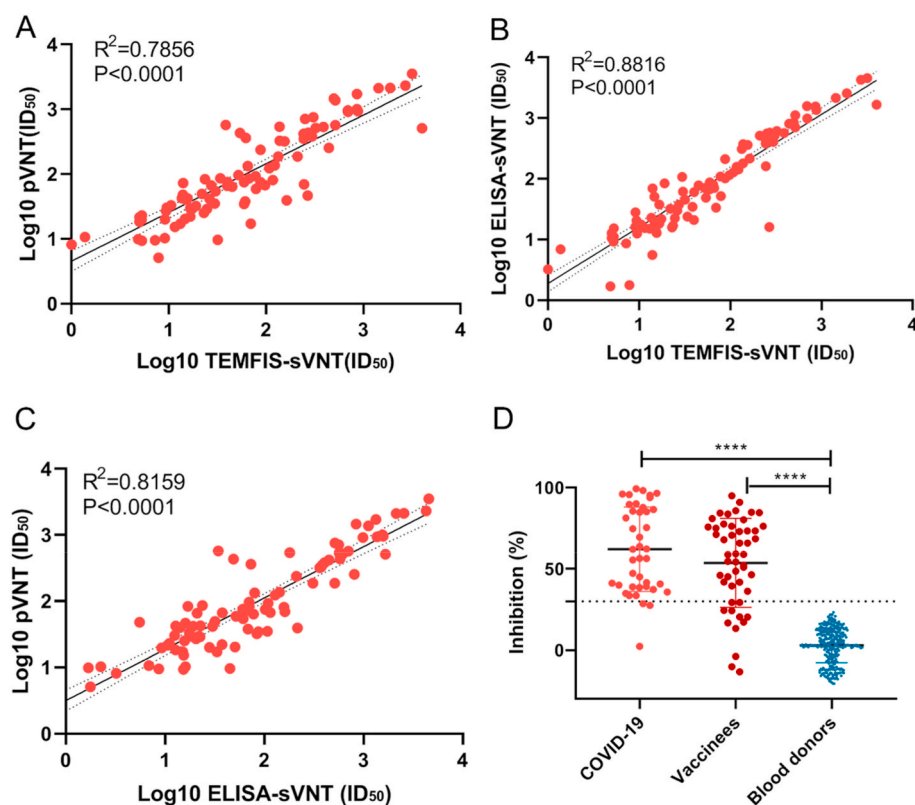 A
R²=0.7856
P<0.0001
Log10 pVNT(ID₅₀)
4
3
2
1
0
0 1 2 3 4
Log10 TEMFIS-sVNT(ID₅₀)
B
R²=0.8816
P<0.0001
Log10 ELISA-sVNT (ID₅₀)
4
3
2
1
0
0 1 2 3 4
Log10 TEMFIS-sVNT (ID₅₀)
C
R²=0.8159
P<0.0001
Log10 pVNT (ID₅₀)
4
3
2
1
0
0 1 2 3 4
Log10 ELISA-sVNT (ID₅₀)
D
****
****
Inhibition (%)
100
50
0
COVID-19
Vaccinees
Blood donors